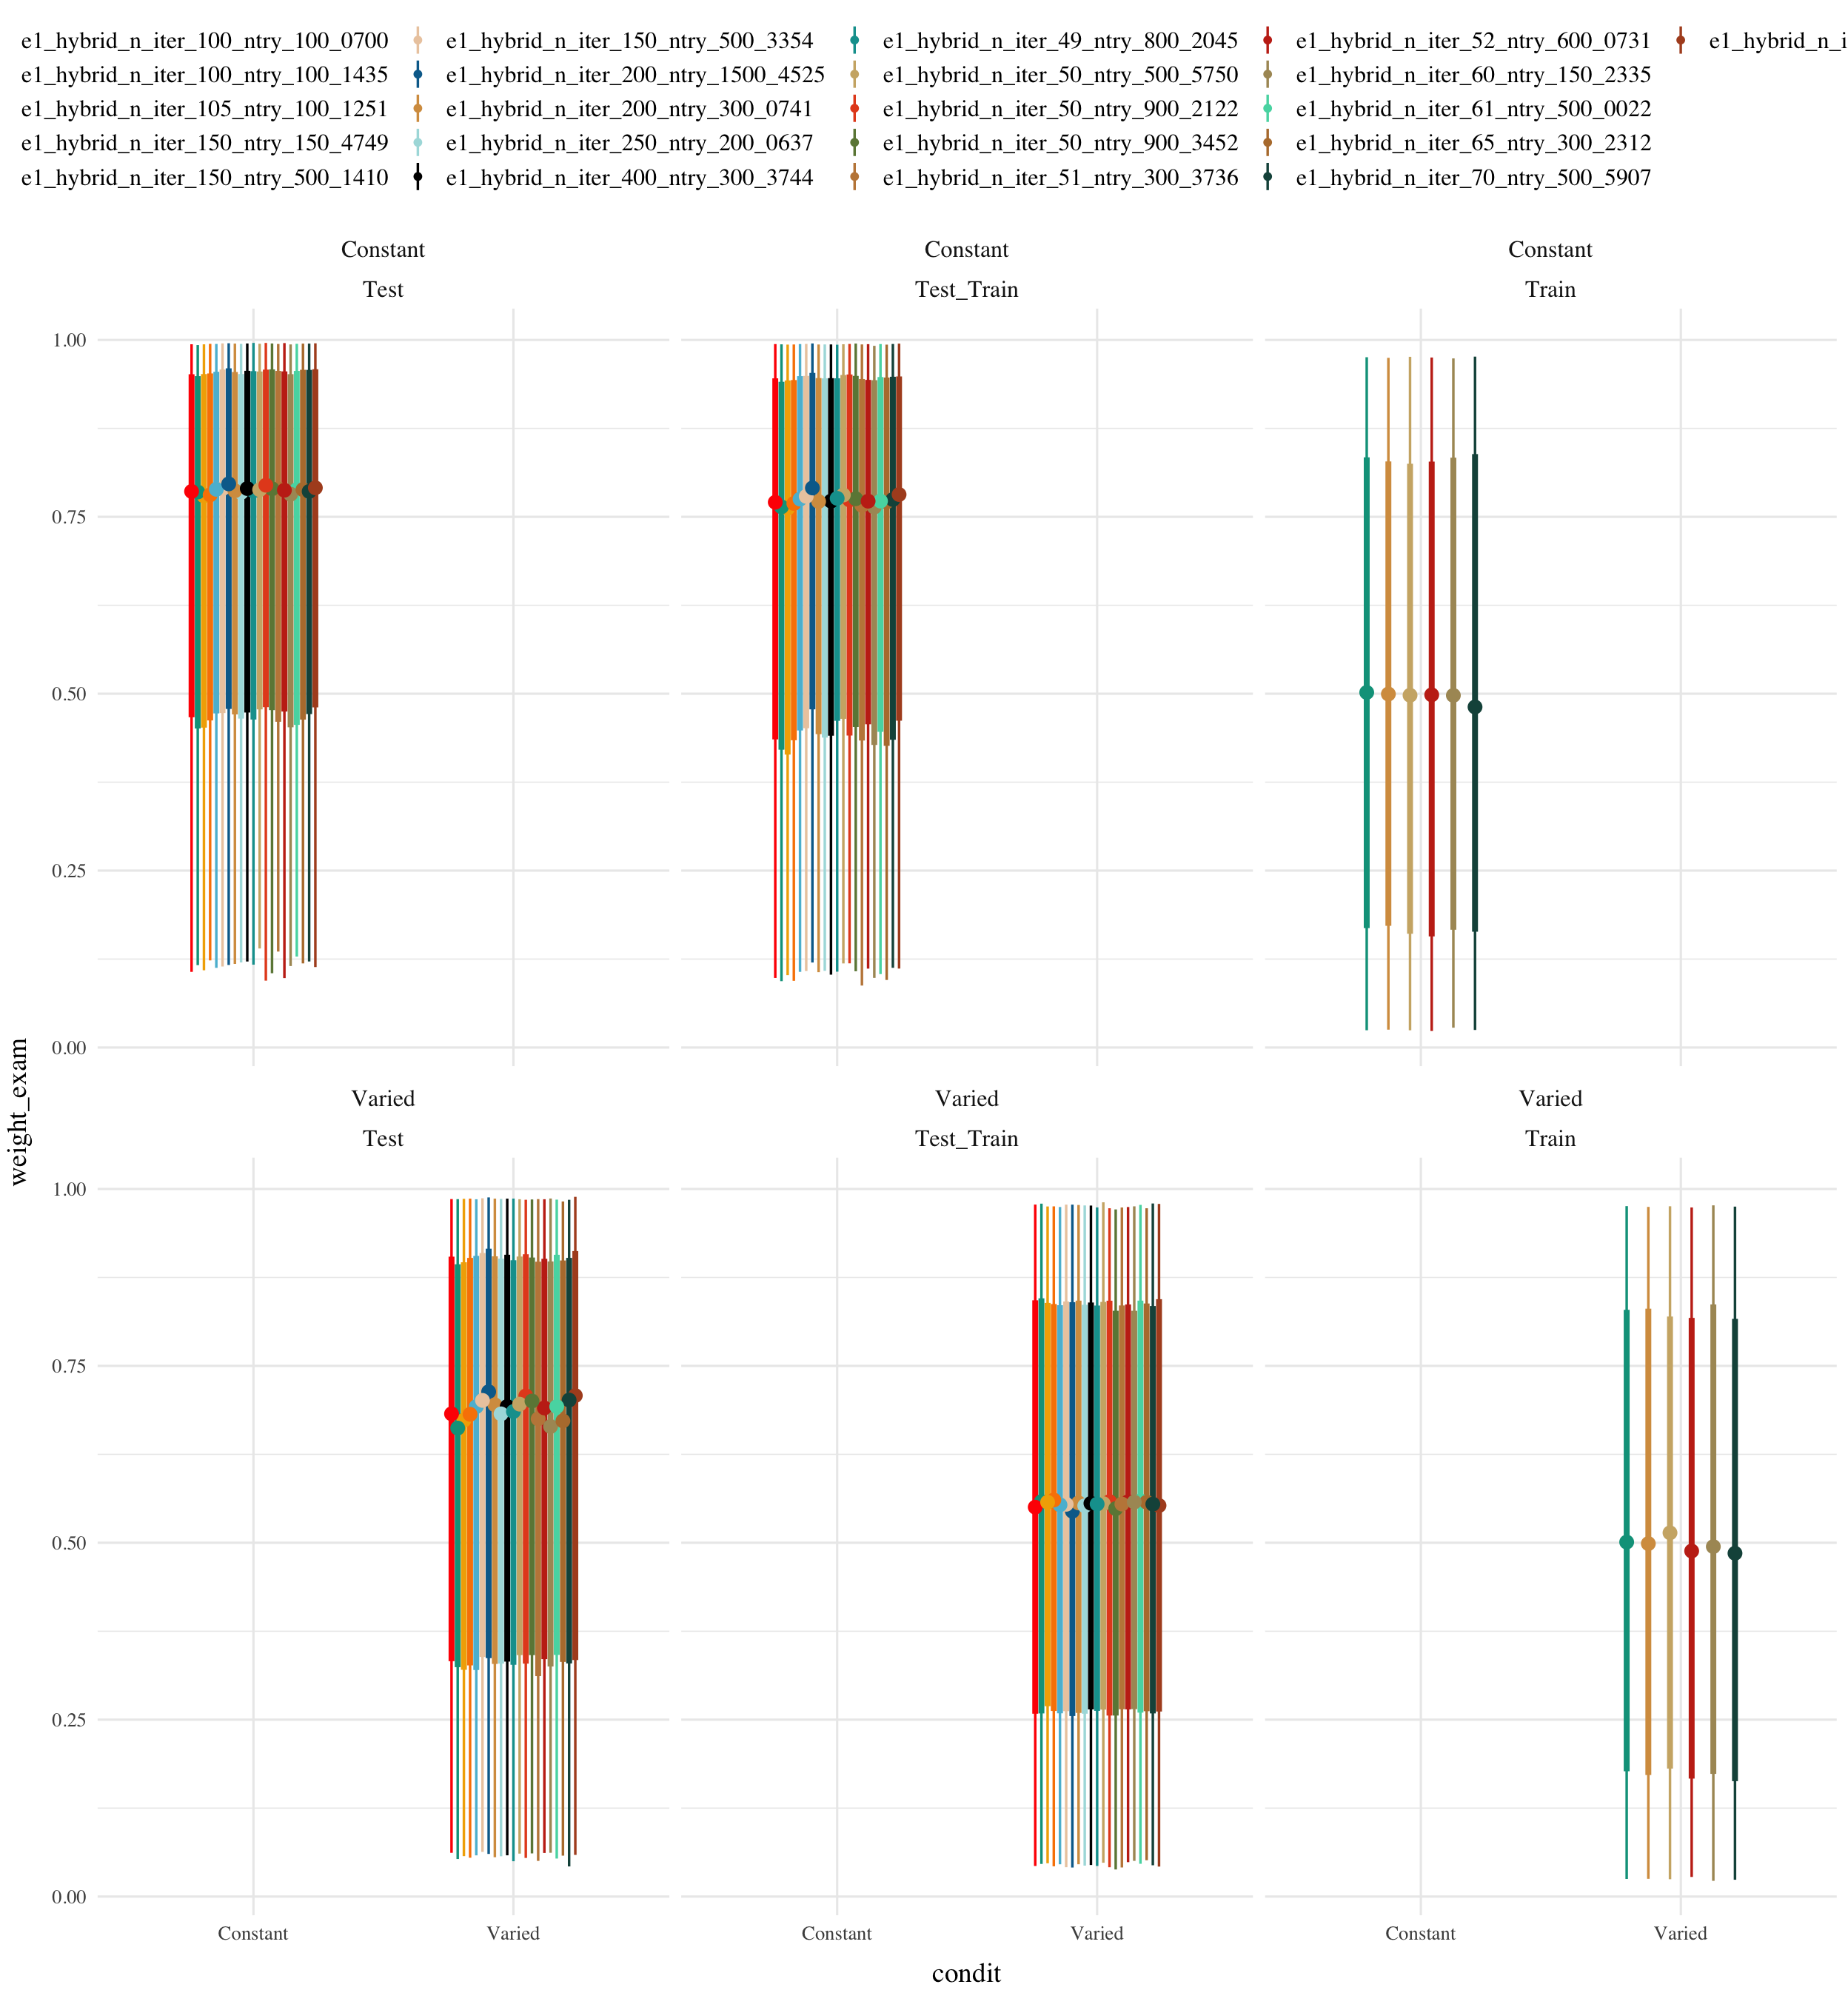 e1_hybrid_n_iter_100_ntry_100_0700 e1_hybrid_n_iter_150_ntry_500_3354 e1_hybrid_n_iter_49_ntry_800_2045 e1_hybrid_n_iter_52_ntry_600_0731 e1_hybrid_n_i
e1_hybrid_n_iter_100_ntry_100_1435 e1_hybrid_n_iter_200_ntry_1500_4525 e1_hybrid_n_iter_50_ntry_500_5750 e1_hybrid_n_iter_60_ntry_150_2335
e1_hybrid_n_iter_105_ntry_100_1251 e1_hybrid_n_iter_200_ntry_300_0741 e1_hybrid_n_iter_50_ntry_900_2122 e1_hybrid_n_iter_61_ntry_500_0022
e1_hybrid_n_iter_150_ntry_150_4749 e1_hybrid_n_iter_250_ntry_200_0637 e1_hybrid_n_iter_50_ntry_900_3452 e1_hybrid_n_iter_65_ntry_300_2312
e1_hybrid_n_iter_150_ntry_500_1410 e1_hybrid_n_iter_400_ntry_300_3744 e1_hybrid_n_iter_51_ntry_300_3736 e1_hybrid_n_iter_70_ntry_500_5907
Constant Constant Constant
Test Test_Train Train
1.00
0.75
0.50
0.25
0.00
weight_exam
Varied Varied Varied
Test Test_Train Train
1.00
0.75
0.50
0.25
0.00
Constant Varied Constant Varied Constant Varied
condit